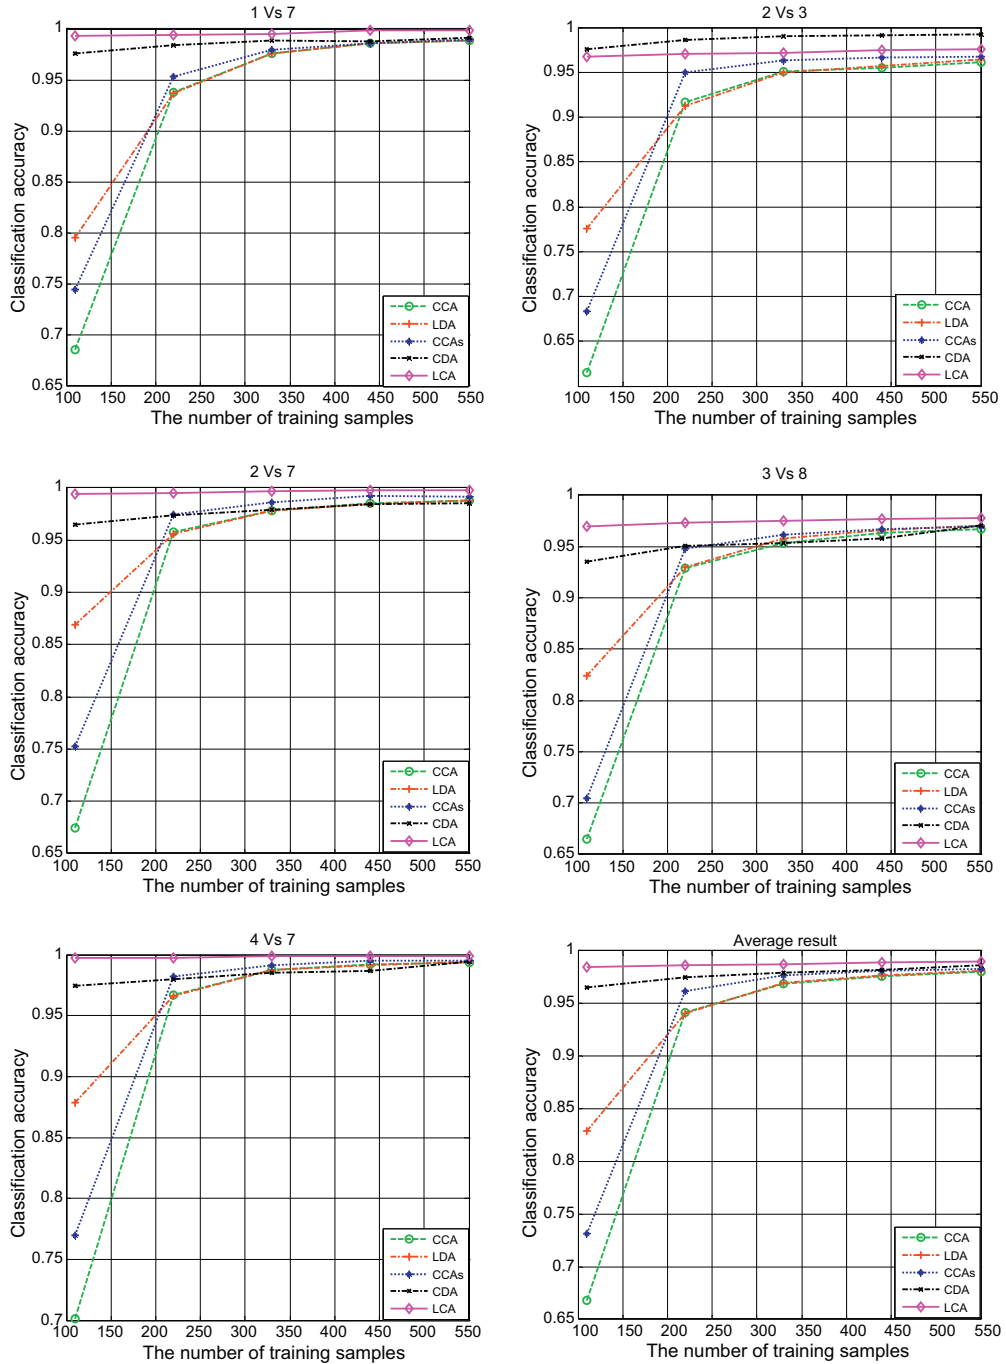 1 Vs 7
1
0.95
0.9
0.85
0.8
0.75
0.7
0.65
Classification accuracy
CCA
LDA
CCAs
CDA
LCA
100 150 200 250 300 350 400 450 500 550
The number of training samples
2 Vs 3
1
0.95
0.9
0.85
0.8
0.75
0.7
0.65
Classification accuracy
CCA
LDA
CCAs
CDA
LCA
100 150 200 250 300 350 400 450 500 550
The number of training samples
2 Vs 7
1
0.95
0.9
0.85
0.8
0.75
0.7
0.65
Classification accuracy
CCA
LDA
CCAs
CDA
LCA
100 150 200 250 300 350 400 450 500 550
The number of training samples
3 Vs 8
1
0.95
0.9
0.85
0.8
0.75
0.7
0.65
Classification accuracy
CCA
LDA
CCAs
CDA
LCA
100 150 200 250 300 350 400 450 500 550
The number of training samples
4 Vs 7
1
0.95
0.9
0.85
0.8
0.75
0.7
Classification accuracy
CCA
LDA
CCAs
CDA
LCA
100 150 200 250 300 350 400 450 500 550
The number of training samples
Average result
1
0.95
0.9
0.85
0.8
0.75
0.7
0.65
Classification accuracy
CCA
LDA
CCAs
CDA
LCA
100 150 200 250 300 350 400 450 500 550
The number of training samples